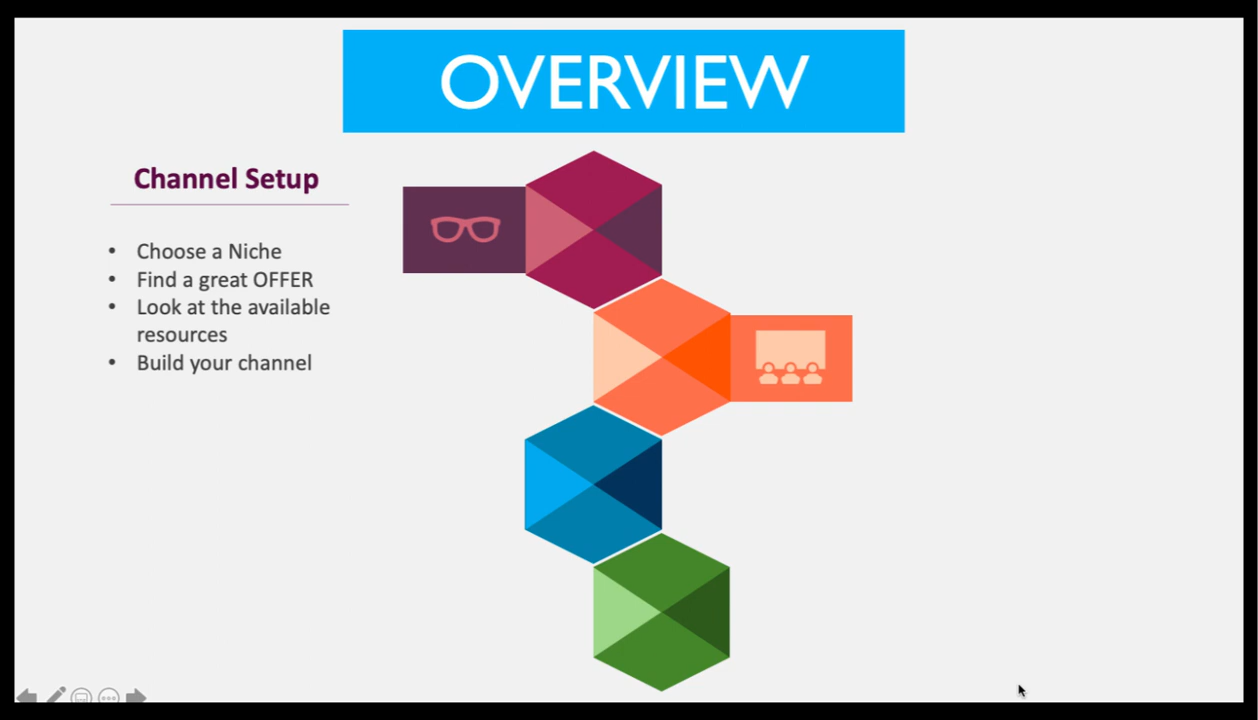 OVERVIEW
Channel Setup
• Choose a Niche
• Find a great OFFER
• Look at the available
resources
• Build your channel